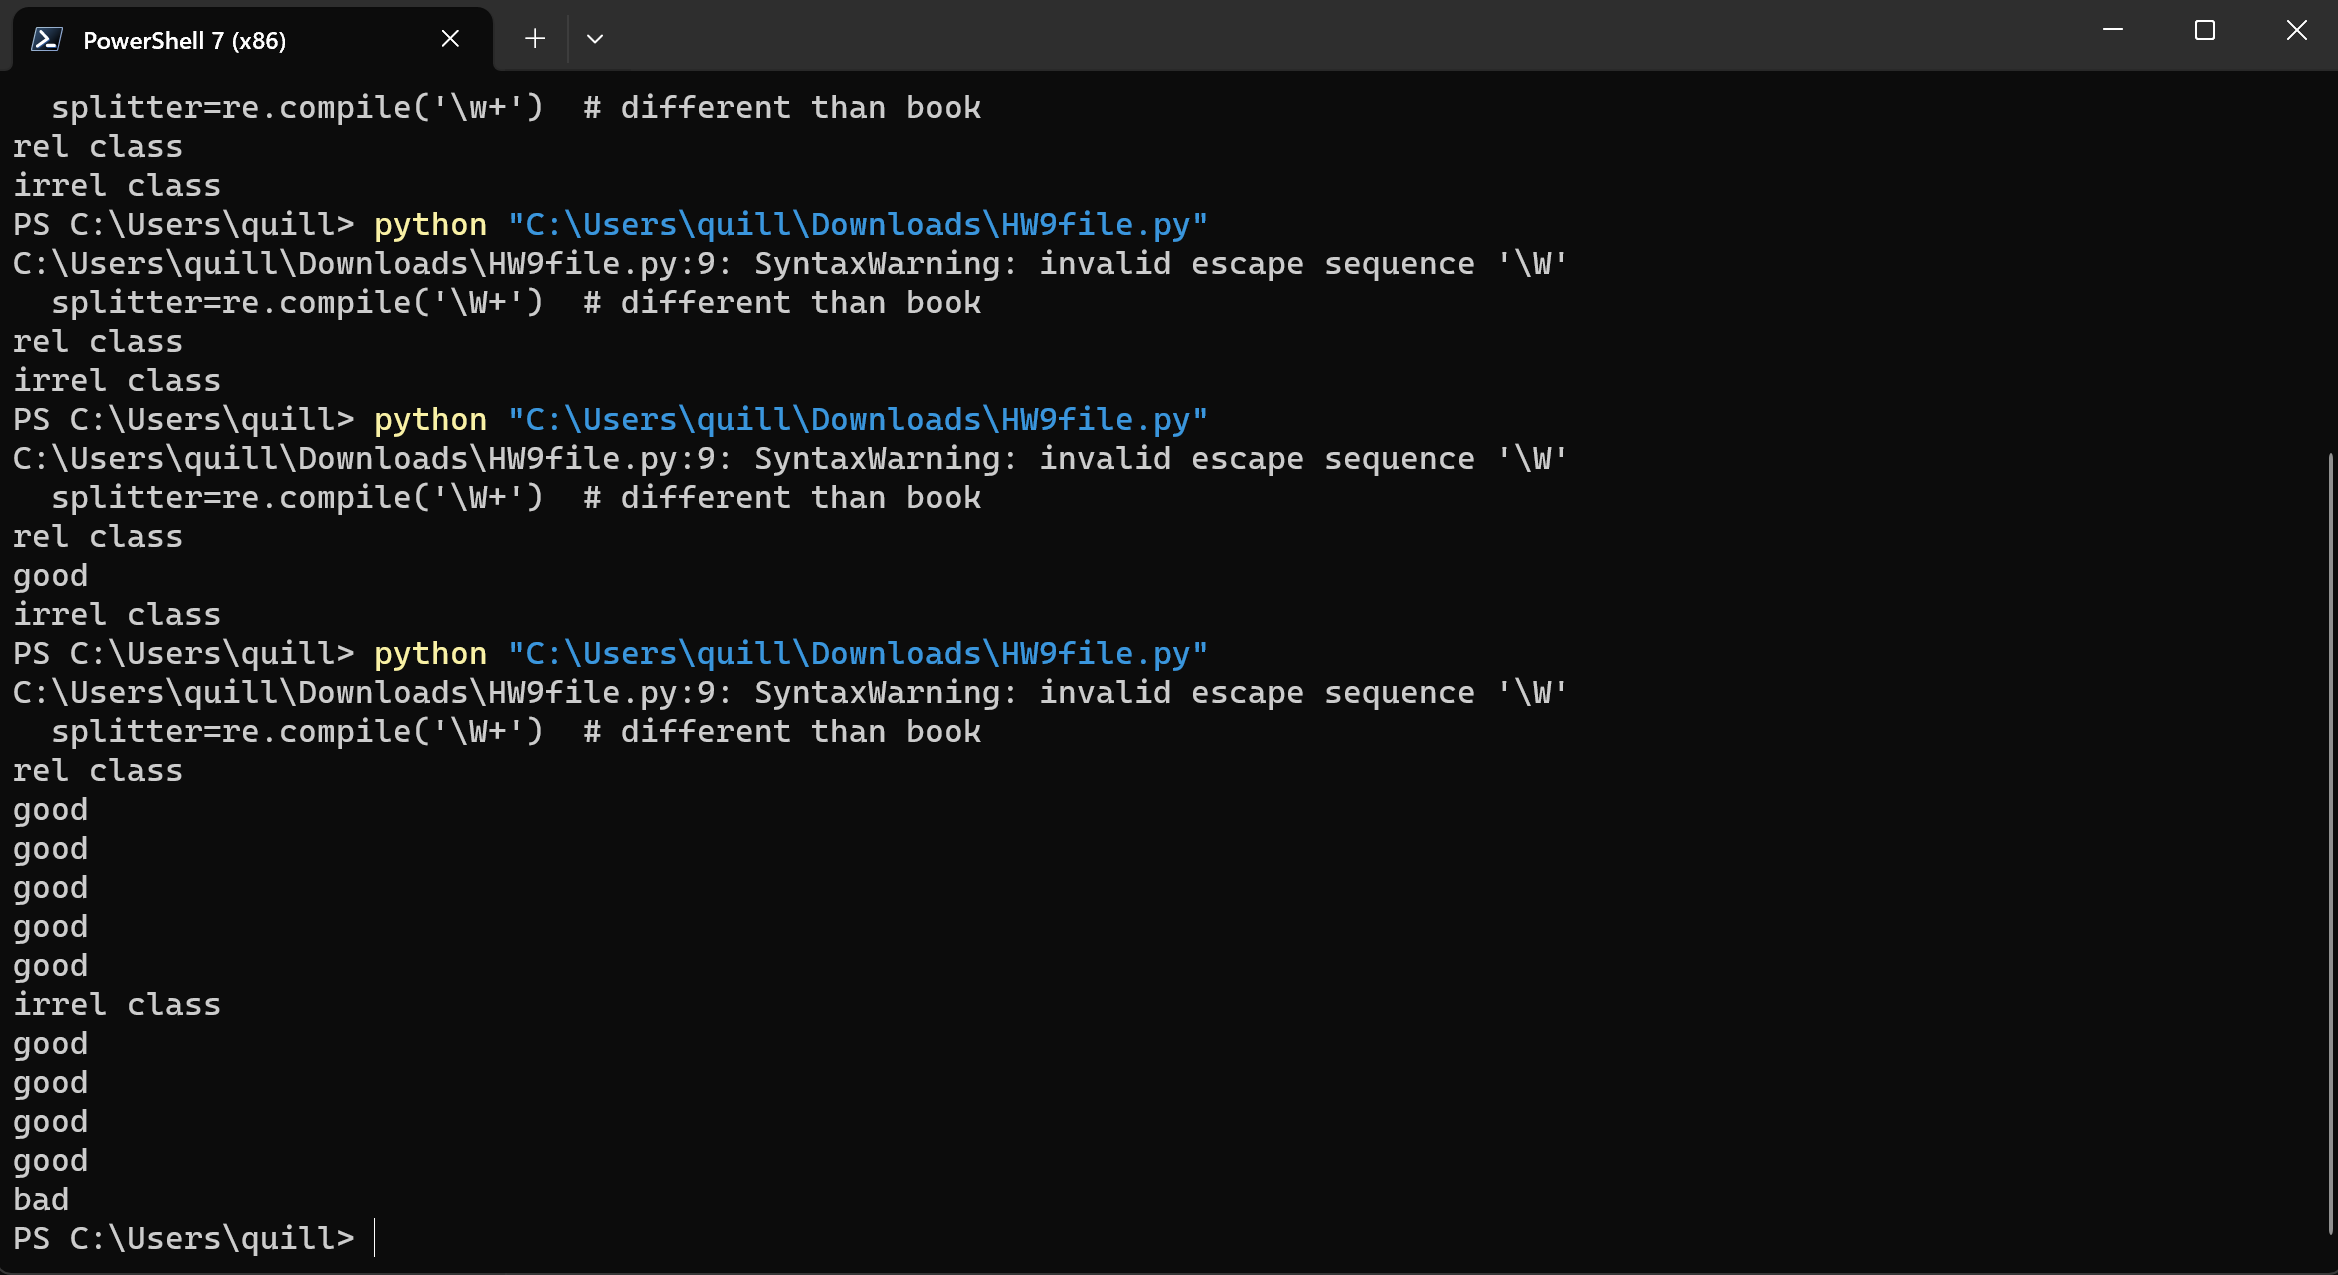 PowerShell 7 (x86)
  splitter=re.compile('\w+')  # different than book
rel class
irrel class
PS C:\Users\quill> python "C:\Users\quill\Downloads\HW9file.py"
C:\Users\quill\Downloads\HW9file.py:9: SyntaxWarning: invalid escape sequence '\W'
  splitter=re.compile('\W+')  # different than book
rel class
irrel class
PS C:\Users\quill> python "C:\Users\quill\Downloads\HW9file.py"
C:\Users\quill\Downloads\HW9file.py:9: SyntaxWarning: invalid escape sequence '\W'
  splitter=re.compile('\W+')  # different than book
rel class
good
irrel class
PS C:\Users\quill> python "C:\Users\quill\Downloads\HW9file.py"
C:\Users\quill\Downloads\HW9file.py:9: SyntaxWarning: invalid escape sequence '\W'
  splitter=re.compile('\W+')  # different than book
rel class
good
good
good
good
good
irrel class
good
good
good
good
bad
PS C:\Users\quill>